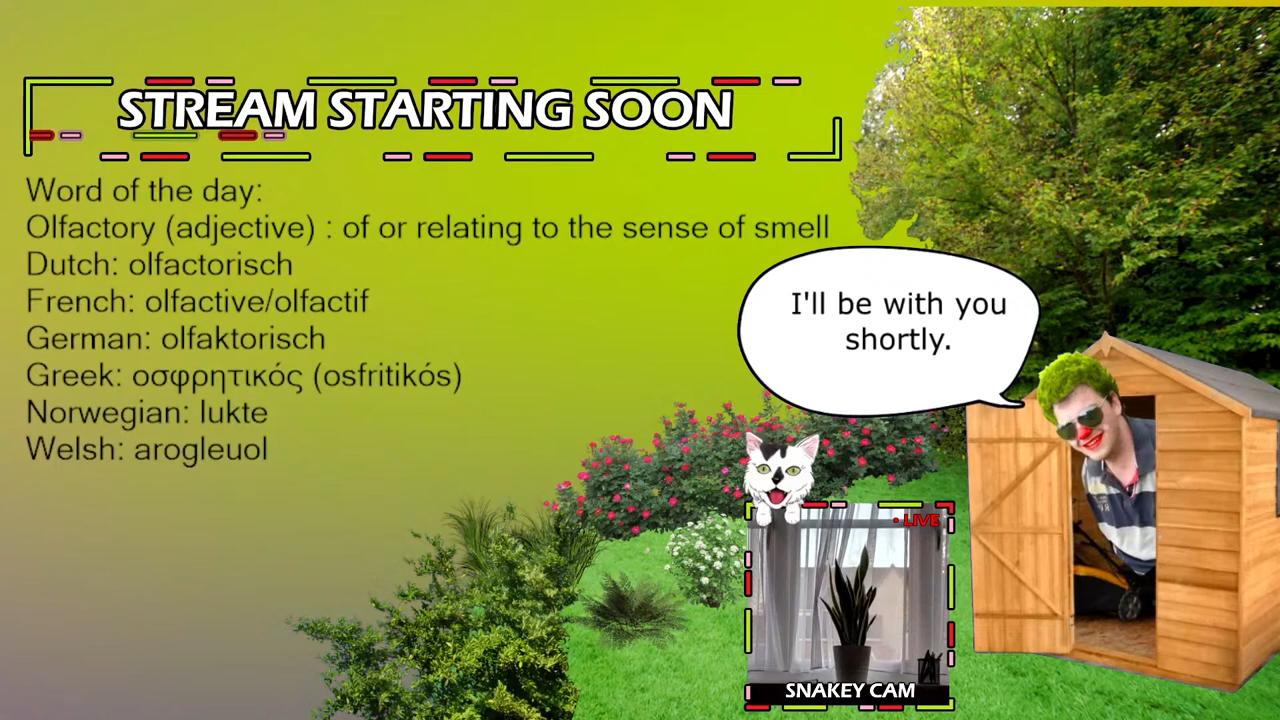 STREAM STARTING SOON
Word of the day:
Olfactory (adjective) : of or relating to the sense of smell
Dutch: olfactorisch
French: olfactive/olfactif
German: olfaktorisch
Greek: οσφρητικός (osfritikós)
Norwegian: lukte
Welsh: arogleuol
I'll be with you
shortly.
• LIVE
SNAKEY CAM